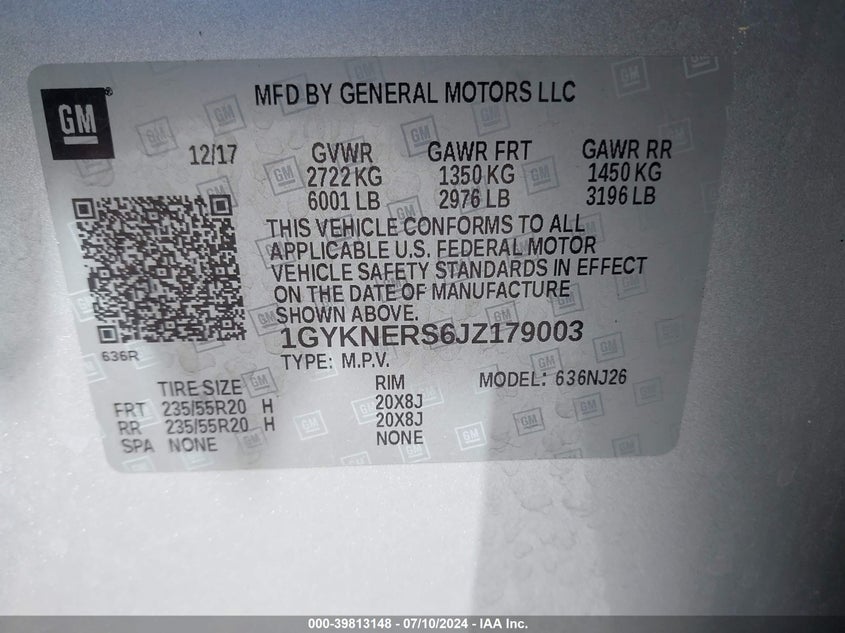 GM
MFD BY GENERAL MOTORS LLC
12/17 GVWR GAWR FRT GAWR RR
2722 KG 1350 KG 1450 KG
6001 LB 2976 LB 3196 LB
THIS VEHICLE CONFORMS TO ALL
APPLICABLE U.S. FEDERAL MOTOR
VEHICLE SAFETY STANDARDS IN EFFECT
ON THE DATE OF MANUFACTURE
SHOWN ABOVE.
636R
1GYKNERS6JZ179003
TYPE: M.P.V.
MODEL: 636NJ26
TIRE SIZE RIM
FRT 235/55R20 H 20X8J
RR 235/55R20 H 20X8J
SPA NONE NONE
000-39813148 - 07/10/2024 - IAA Inc.